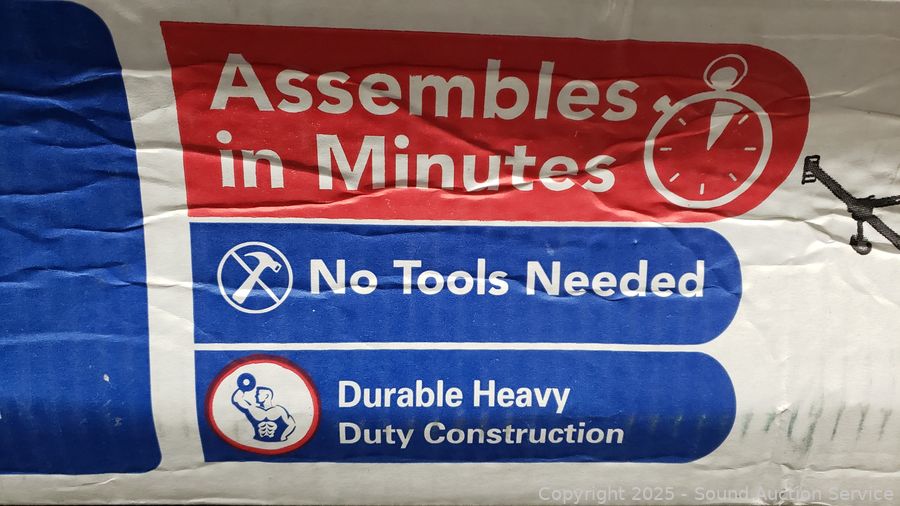 Assembles
in Minutes
No Tools Needed
Durable Heavy
Duty Construction
Copyright 2025 - Sound Auction Service